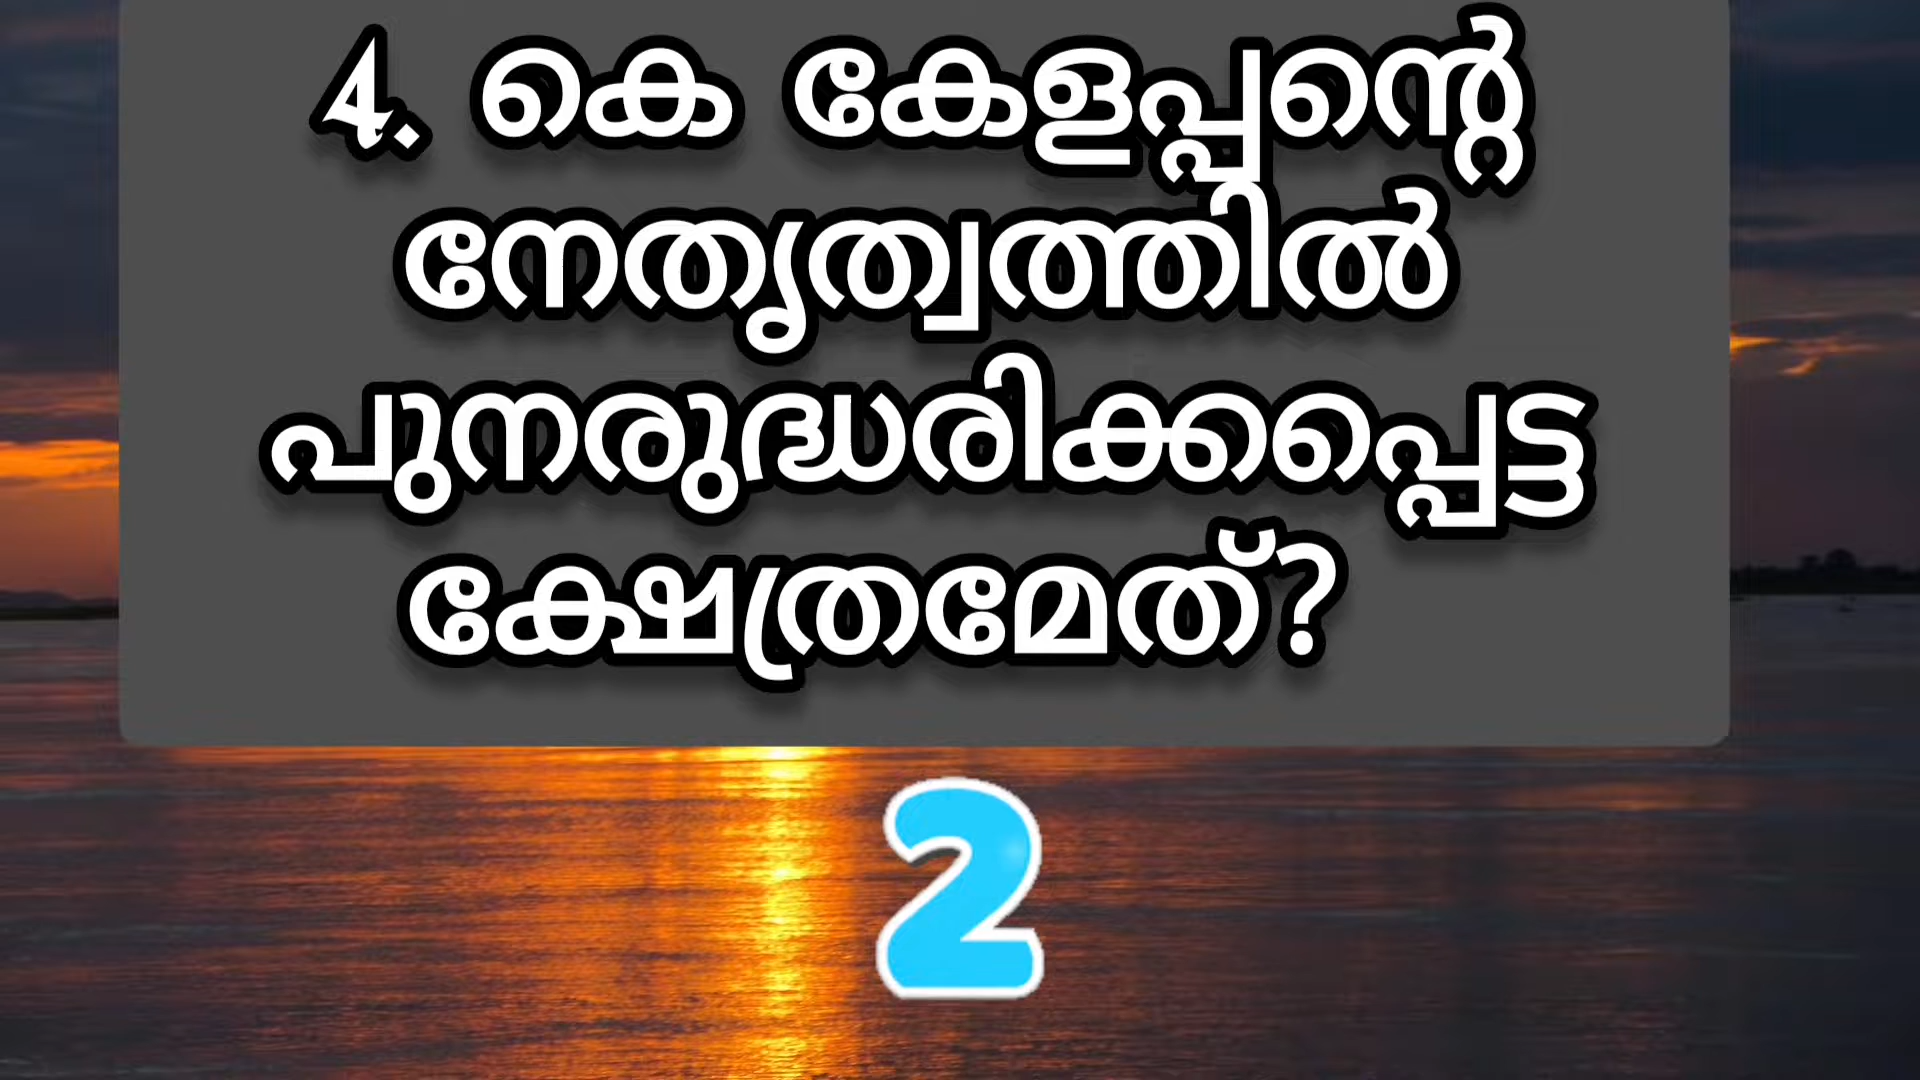 4. കെ കേളപ്പന്റെ
നേതൃത്വത്തിൽ
പുനരുദ്ധരിക്കപ്പെട്ട
ക്ഷേത്രമേത്?
2